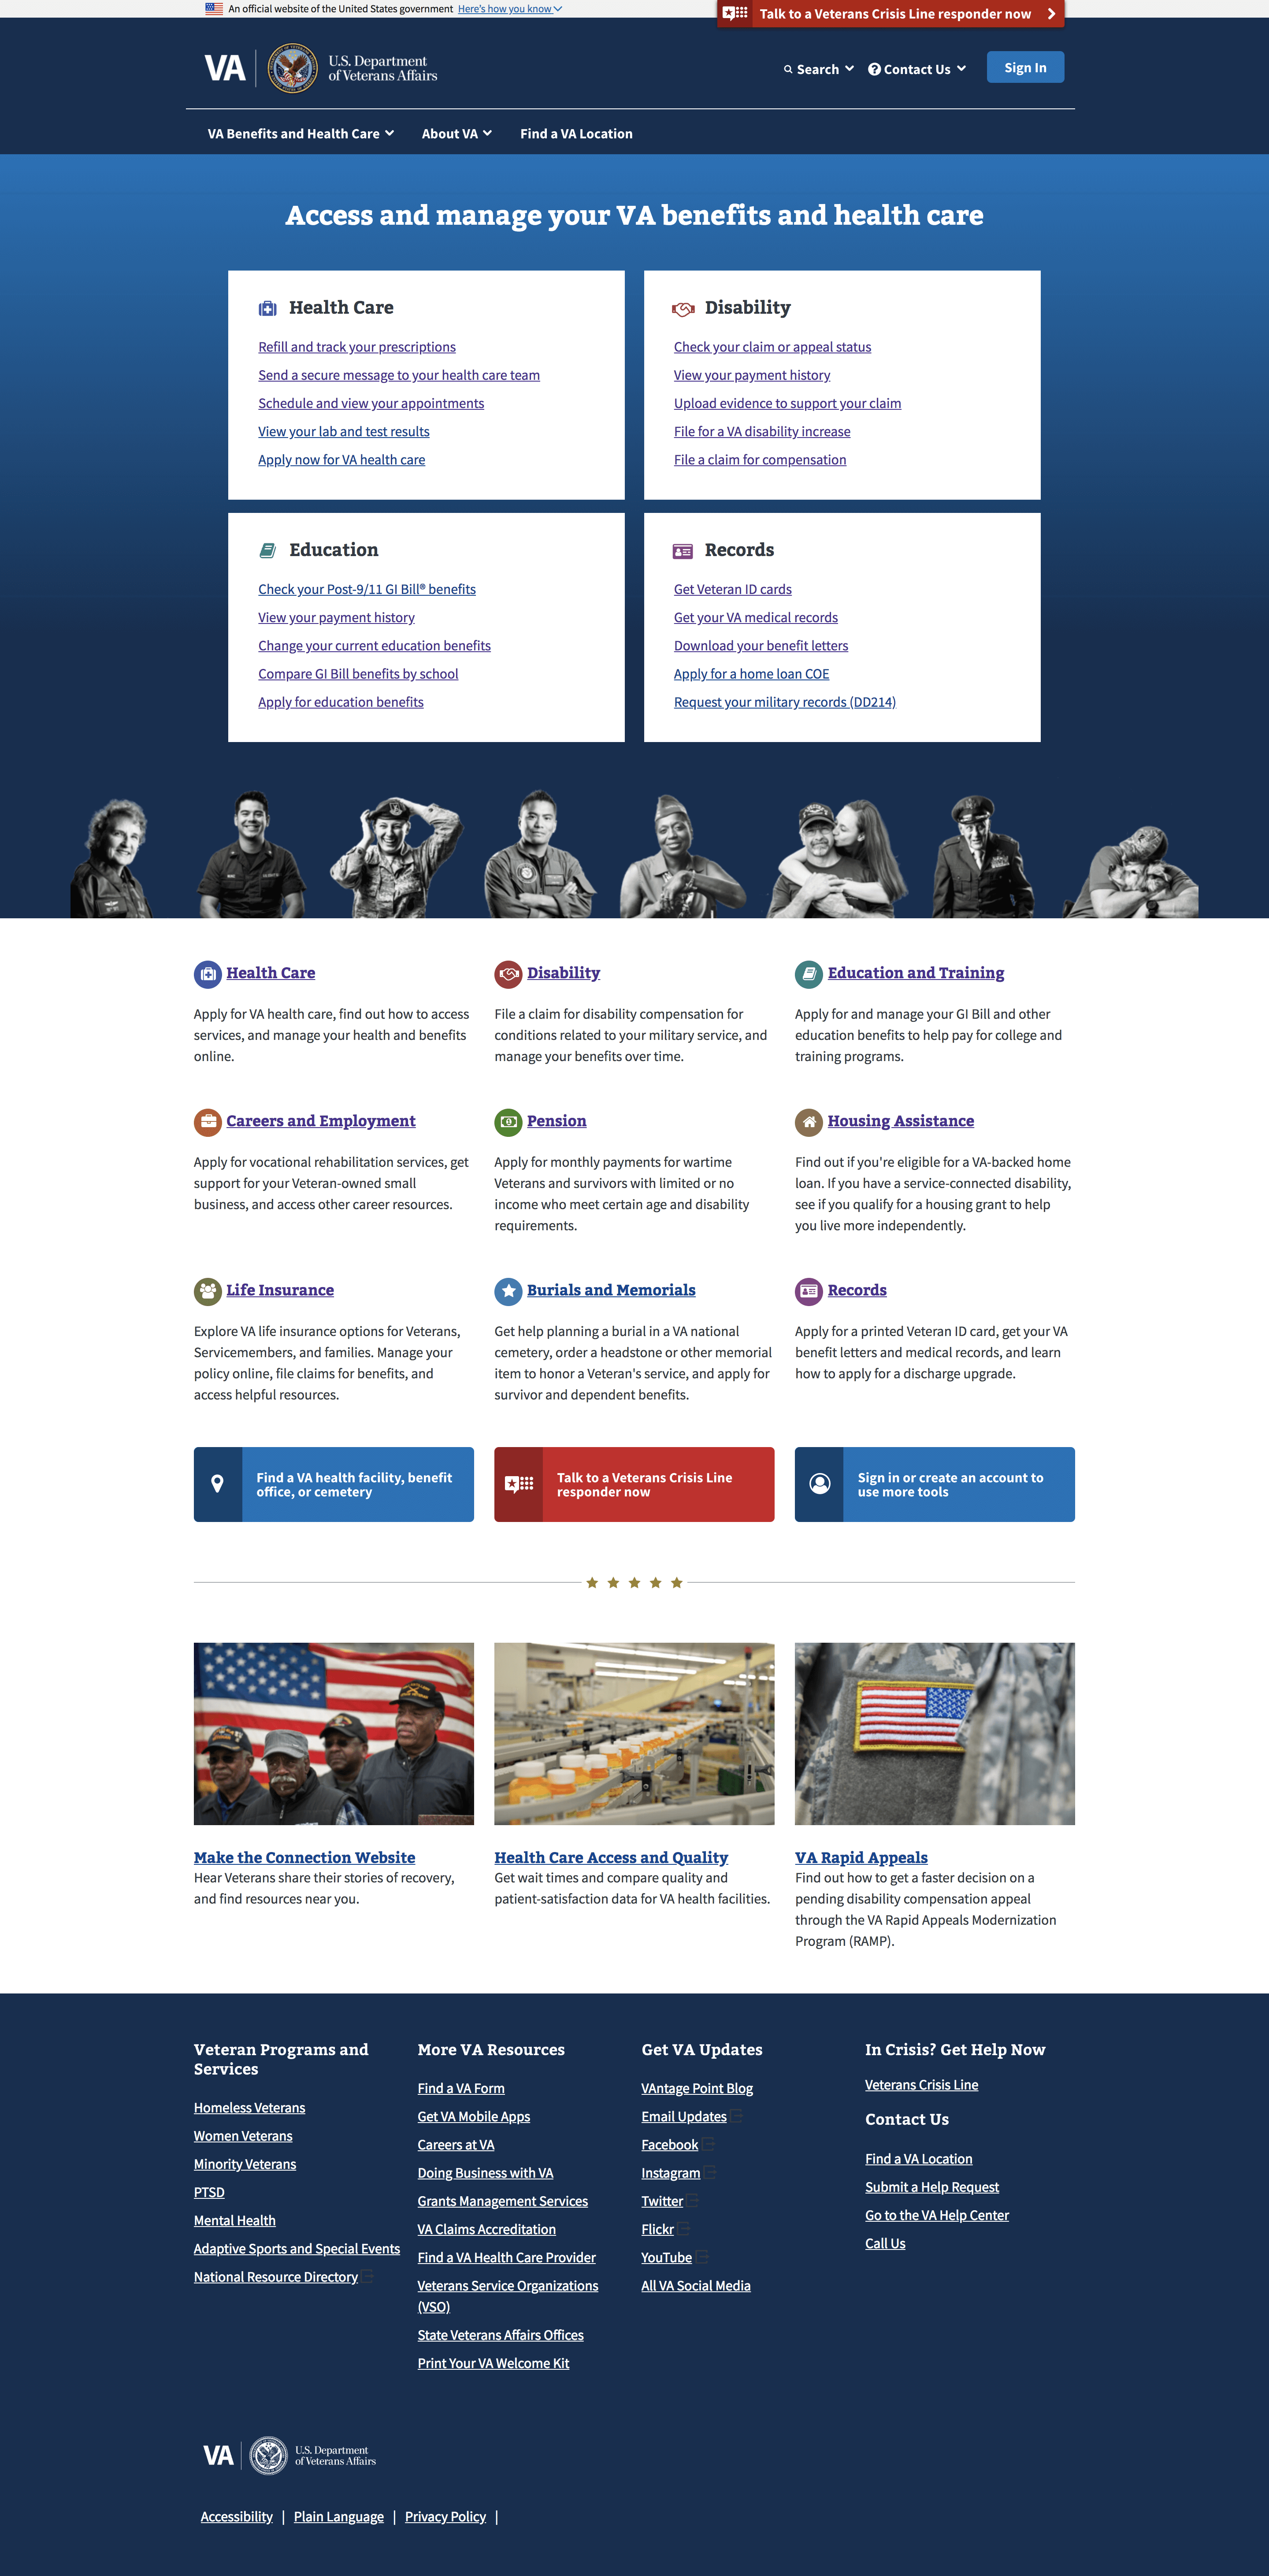 An official website of the United States government Here's how you know
Talk to a Veterans Crisis Line responder now
VA
U.S. Department
of Veterans Affairs
Search Contact Us Sign In
VA Benefits and Health Care About VA Find a VA Location
Access and manage your VA benefits and health care
Health Care
Refill and track your prescriptions
Send a secure message to your health care team
Schedule and view your appointments
View your lab and test results
Apply now for VA health care
Disability
Check your claim or appeal status
View your payment history
Upload evidence to support your claim
File for a VA disability increase
File a claim for compensation
Education
Check your Post-9/11 GI Bill® benefits
View your payment history
Change your current education benefits
Compare GI Bill benefits by school
Apply for education benefits
Records
Get Veteran ID cards
Get your VA medical records
Download your benefit letters
Apply for a home loan COE
Request your military records (DD214)
Health Care
Apply for VA health care, find out how to access
services, and manage your health and benefits
online.
Disability
File a claim for disability compensation for
conditions related to your military service, and
manage your benefits over time.
Education and Training
Apply for and manage your GI Bill and other
education benefits to help pay for college and
training programs.
Careers and Employment
Apply for vocational rehabilitation services, get
support for your Veteran-owned small
business, and access other career resources.
Pension
Apply for monthly payments for wartime
Veterans and survivors with limited or no
income who meet certain age and disability
requirements.
Housing Assistance
Find out if you're eligible for a VA-backed home
loan. If you have a service-connected disability,
see if you qualify for a housing grant to help
you live more independently.
Life Insurance
Explore VA life insurance options for Veterans,
Servicemembers, and families. Manage your
policy online, file claims for benefits, and
access helpful resources.
Burials and Memorials
Get help planning a burial in a VA national
cemetery, order a headstone or other memorial
item to honor a Veteran's service, and apply for
survivor and dependent benefits.
Records
Apply for a printed Veteran ID card, get your VA
benefit letters and medical records, and learn
how to apply for a discharge upgrade.
Find a VA health facility, benefit
office, or cemetery
Talk to a Veterans Crisis Line
responder now
Sign in or create an account to
use more tools
Make the Connection Website
Hear Veterans share their stories of recovery,
and find resources near you.
Health Care Access and Quality
Get wait times and compare quality and
patient-satisfaction data for VA health facilities.
VA Rapid Appeals
Find out how to get a faster decision on a
pending disability compensation appeal
through the VA Rapid Appeals Modernization
Program (RAMP).
Veteran Programs and
Services
Homeless Veterans
Women Veterans
Minority Veterans
PTSD
Mental Health
Adaptive Sports and Special Events
National Resource Directory
More VA Resources
Find a VA Form
Get VA Mobile Apps
Careers at VA
Doing Business with VA
Grants Management Services
VA Claims Accreditation
Find a VA Health Care Provider
Veterans Service Organizations
(VSO)
State Veterans Affairs Offices
Print Your VA Welcome Kit
Get VA Updates
VAntage Point Blog
Email Updates
Facebook
Instagram
Twitter
Flickr
YouTube
All VA Social Media
In Crisis? Get Help Now
Veterans Crisis Line
Contact Us
Find a VA Location
Submit a Help Request
Go to the VA Help Center
Call Us
VA
U.S. Department
of Veterans Affairs
Accessibility | Plain Language | Privacy Policy |